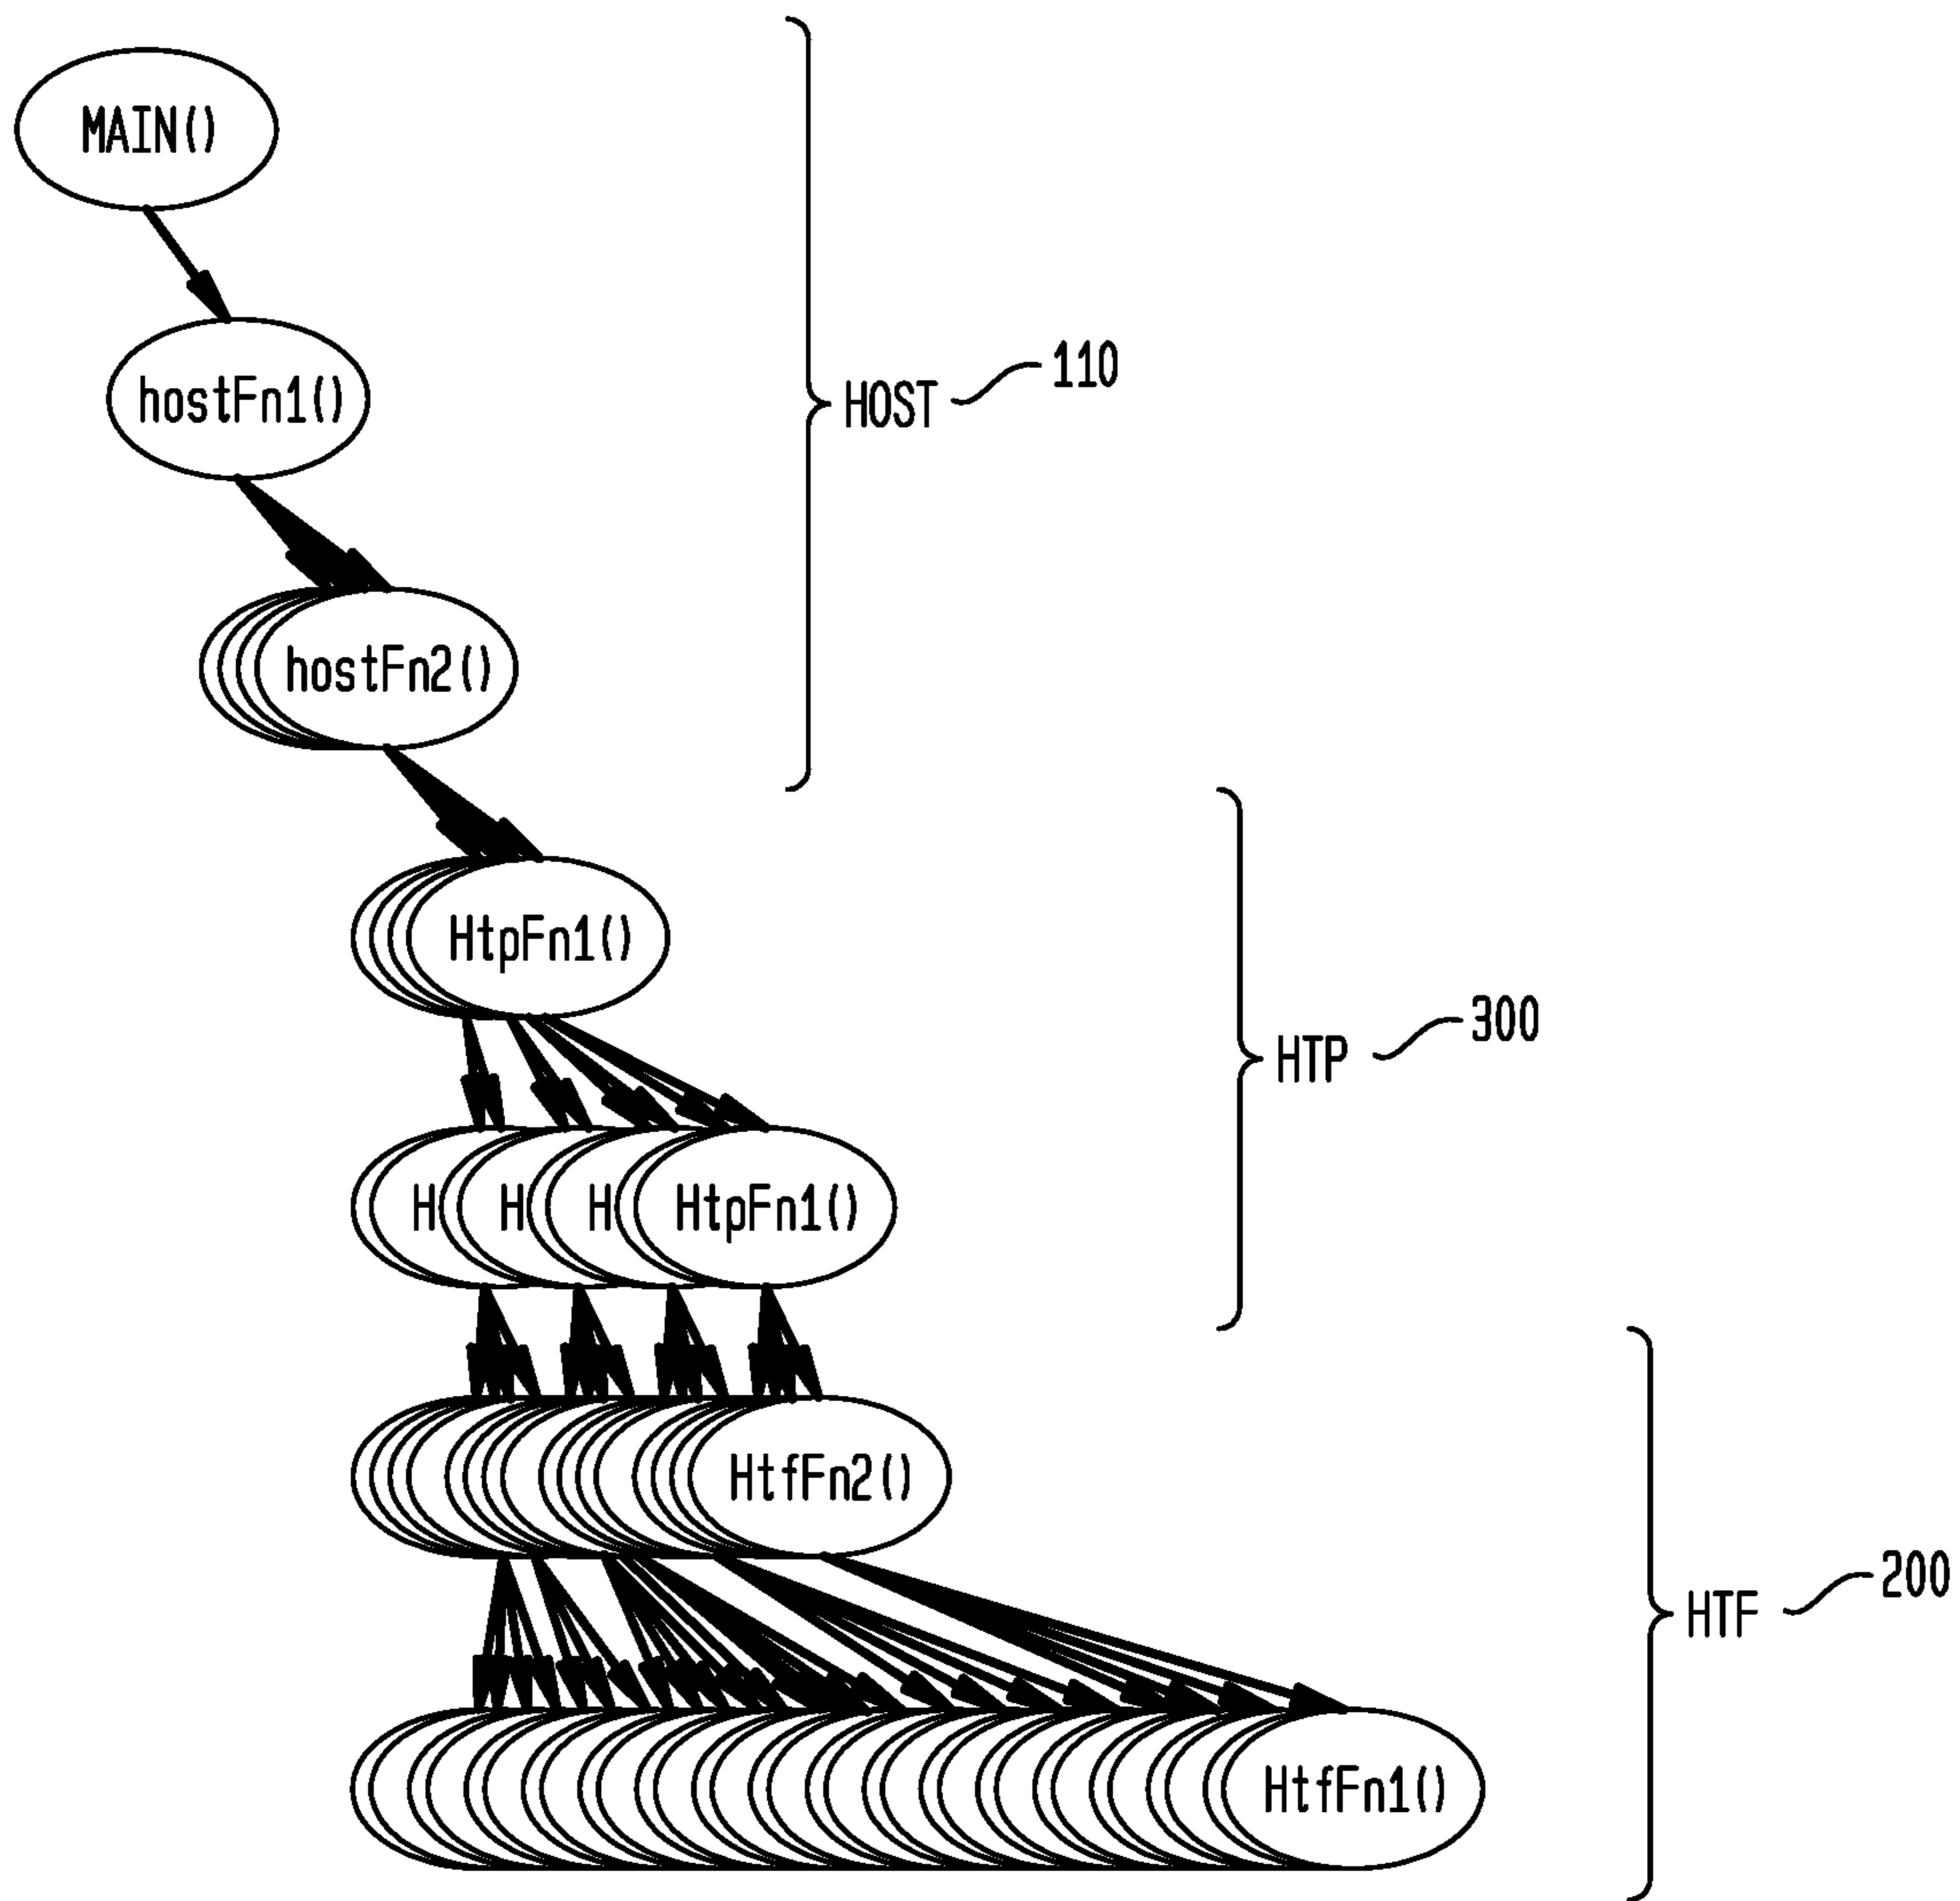 MAIN()
hostFn1()
HOST
110
hostFn2()
HtpFn1()
HTP
300
H
H
H
HtpFn1()
HtfFn2()
HTF
200
HtfFn1()